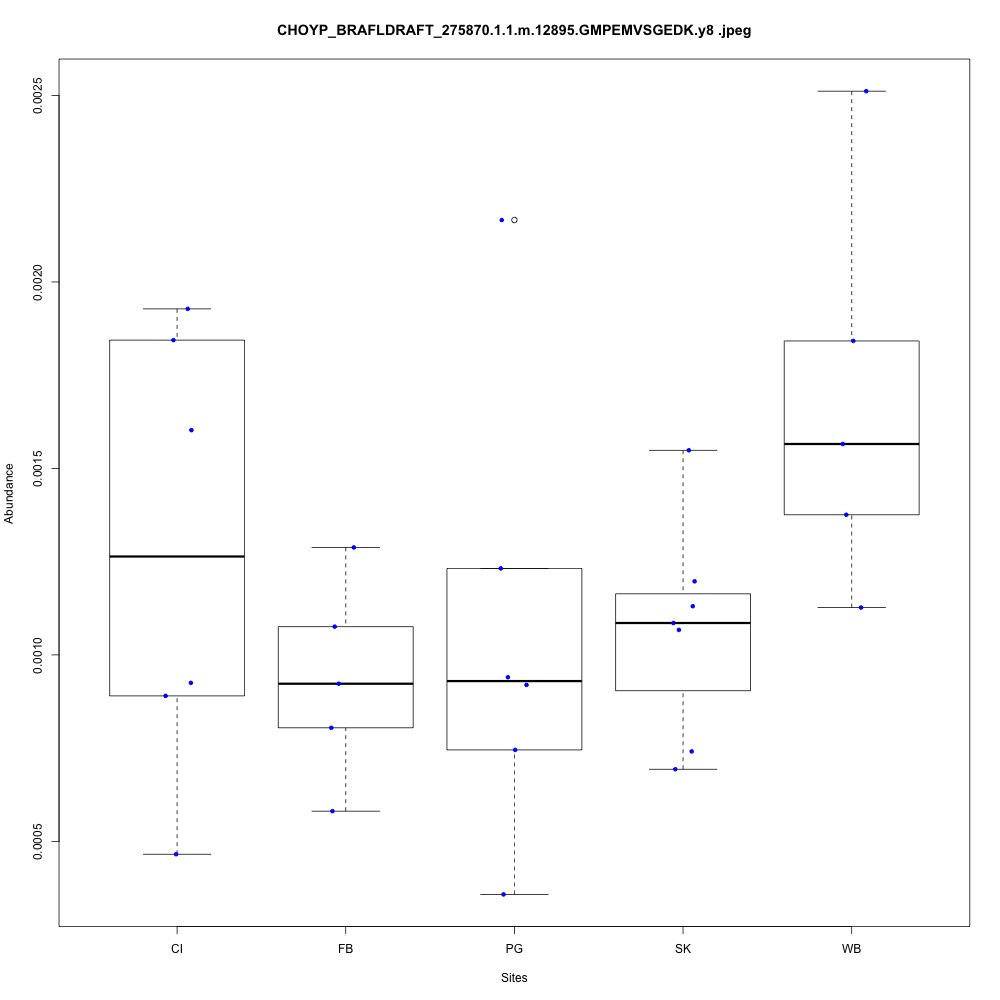 CHOYP_BRAFLDRAFT_275870.1.1.m.12895.GMPEMVSGEDK.y8 .jpeg
0.0025
0.0020
0.0015
0.0010
0.0005
Abundance
CI FB PG SK WB
Sites